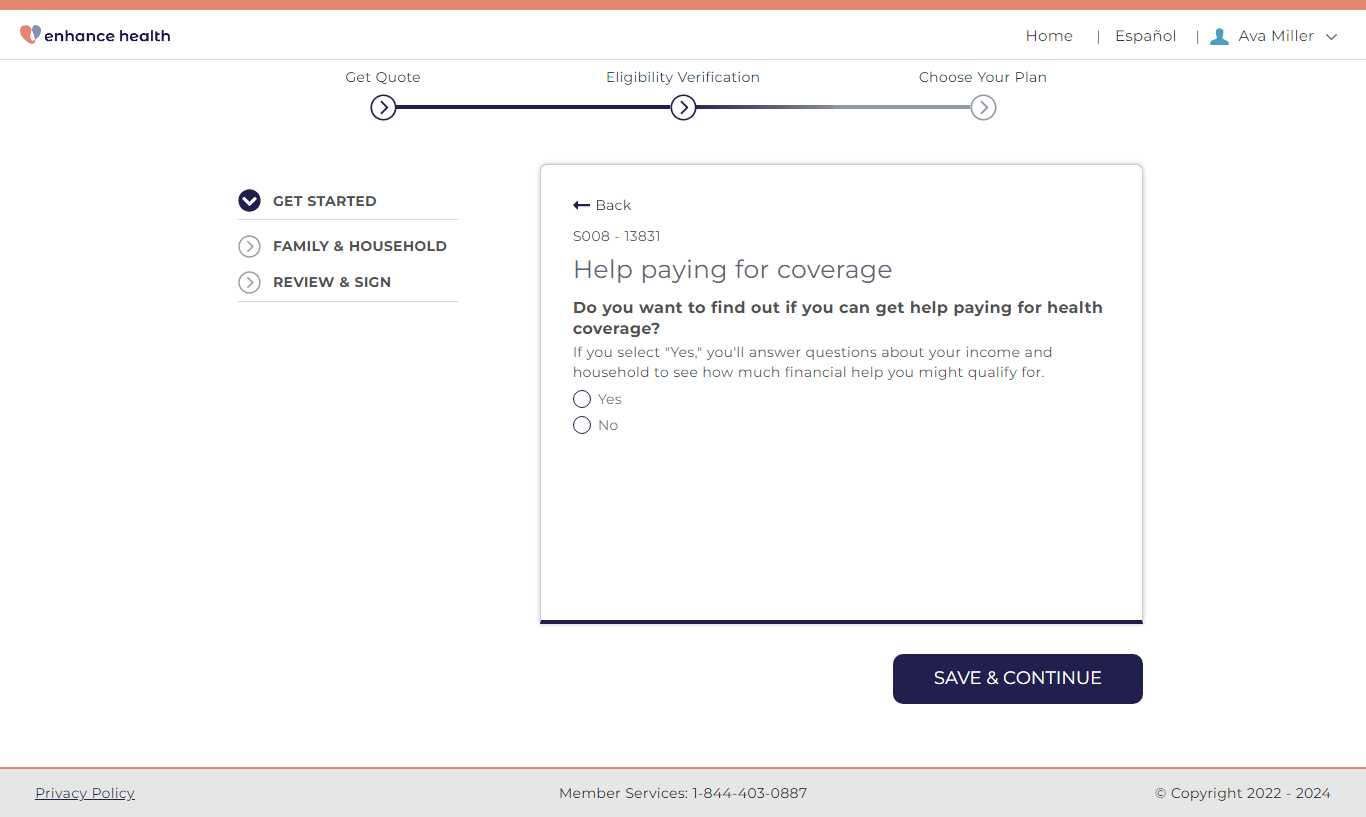 enhance health
Home | Español | Ava Miller
Get Quote
Eligibility Verification
Choose Your Plan
GET STARTED
FAMILY & HOUSEHOLD
REVIEW & SIGN
Back
S008 - 13831
Help paying for coverage
Do you want to find out if you can get help paying for health
coverage?
If you select "Yes," you'll answer questions about your income and
household to see how much financial help you might qualify for.
Yes
No
SAVE & CONTINUE
Privacy Policy
Member Services: 1-844-403-0887
© Copyright 2022 - 2024